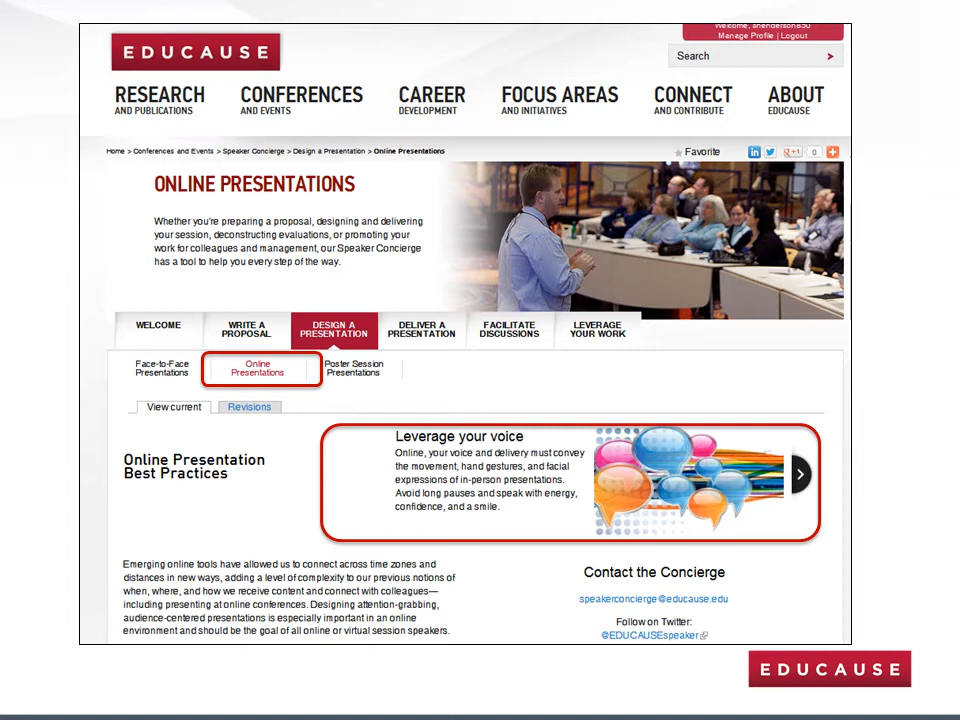 Welcome, shenderson850
Manage Profile | Logout
EDUCAUSE
Search
RESEARCH
AND PUBLICATIONS
CONFERENCES
AND EVENTS
CAREER
DEVELOPMENT
FOCUS AREAS
AND INITIATIVES
CONNECT
AND CONTRIBUTE
ABOUT
EDUCAUSE
Home > Conferences and Events > Speaker Concierge > Design a Presentation > Online Presentations
Favorite
in
g +1
0
ONLINE PRESENTATIONS
Whether you're preparing a proposal, designing and delivering
your session, deconstructing evaluations, or promoting your
work for colleagues and management, our Speaker Concierge
has a tool to help you every step of the way.
WELCOME
WRITE A
PROPOSAL
DESIGN A
PRESENTATION
DELIVER A
PRESENTATION
FACILITATE
DISCUSSIONS
LEVERAGE
YOUR WORK
Face-to-Face
Presentations
Online
Presentations
Poster Session
Presentations
View current
Revisions
Online Presentation
Best Practices
Leverage your voice
Online, your voice and delivery must convey
the movement, hand gestures, and facial
expressions of in-person presentations.
Avoid long pauses and speak with energy,
confidence, and a smile.
Emerging online tools have allowed us to connect across time zones and
distances in new ways, adding a level of complexity to our previous notions of
when, where, and how we receive content and connect with colleagues—
including presenting at online conferences. Designing attention-grabbing,
audience-centered presentations is especially important in an online
environment and should be the goal of all online or virtual session speakers.
Contact the Concierge
speakerconcierge@educause.edu
Follow on Twitter:
@EDUCAUSEspeaker
EDUCAUSE